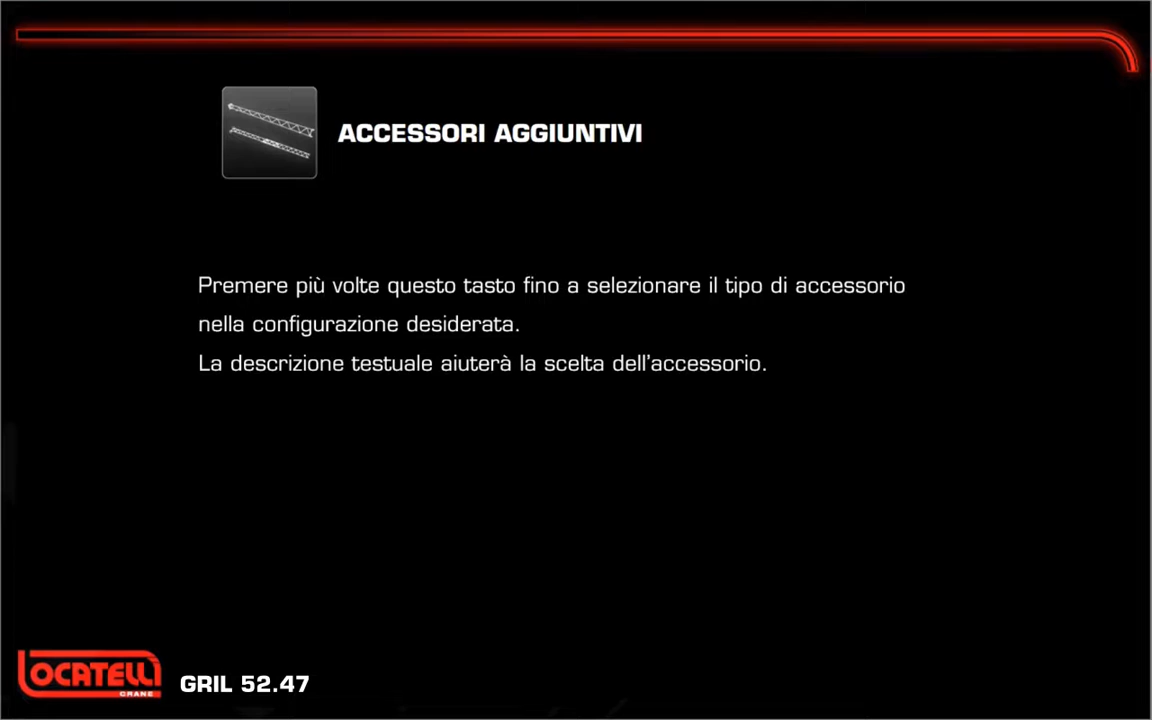 ACCESSORI AGGIUNTIVI
Premere più volte questo tasto fino a selezionare il tipo di accessorio
nella configurazione desiderata.
La descrizione testuale aiuterà la scelta dell'accessorio.
LOCATELLI
CRANE
GRIL 52.47